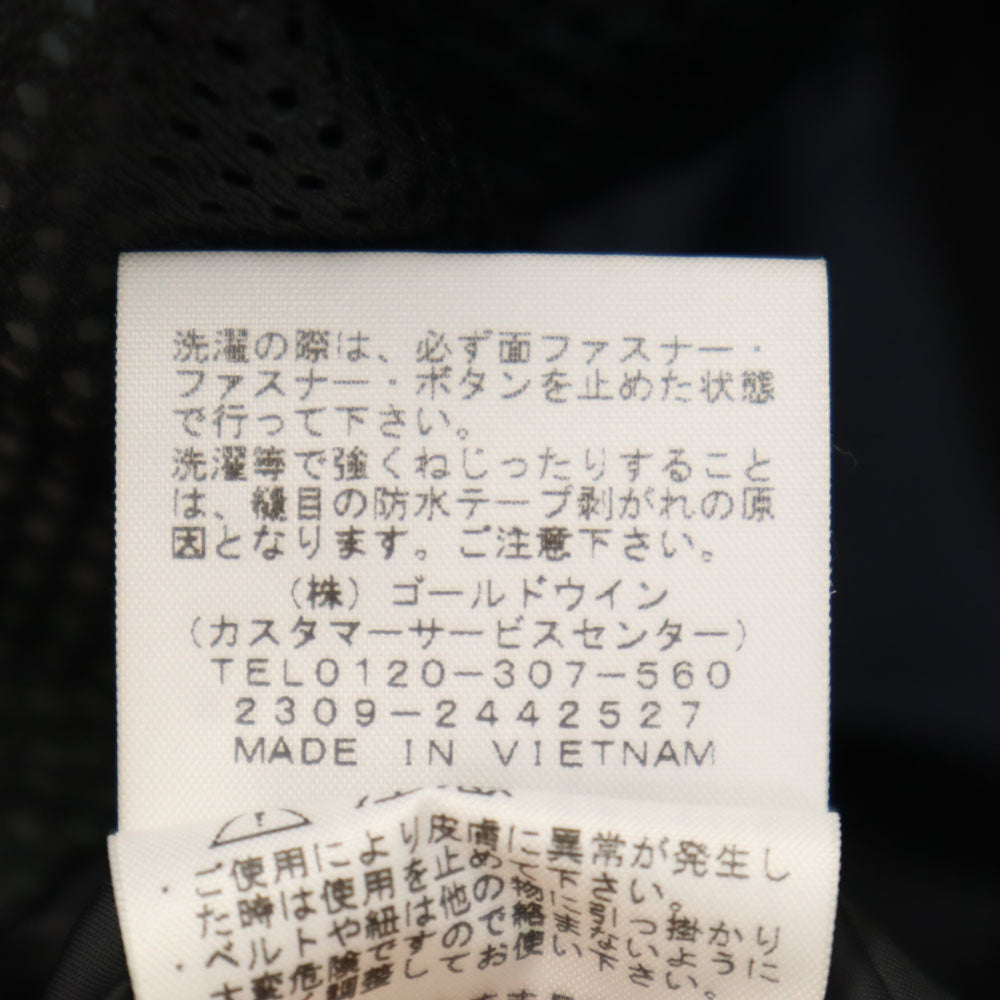 洗濯の際は、必ず面ファスナー・
ファスナー・ボタンを止めた状態
で行って下さい。
洗濯等で強くねじったりすること
は、縫目の防水テープ剥がれの原
因となります。ご注意下さい。
(株) ゴールドウイン
(カスタマーサービスセンター)
TEL0120-307-560
2309-2442527
MADE IN VIETNAM
・ご使用により皮膚に異常が発生し
た時は使用を止めて下さい。